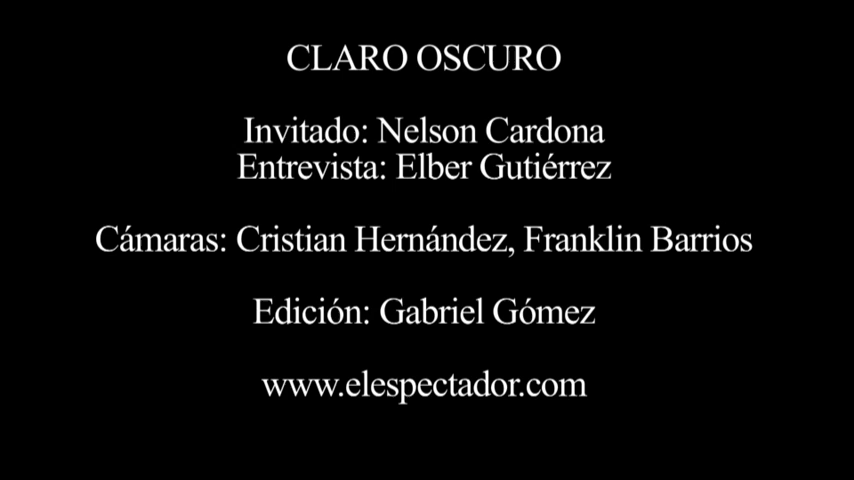 CLARO OSCURO
Invitado: Nelson Cardona
Entrevista: Elber Gutiérrez
Cámaras: Cristian Hernández, Franklin Barrios
Edición: Gabriel Gómez
www.elespectador.com